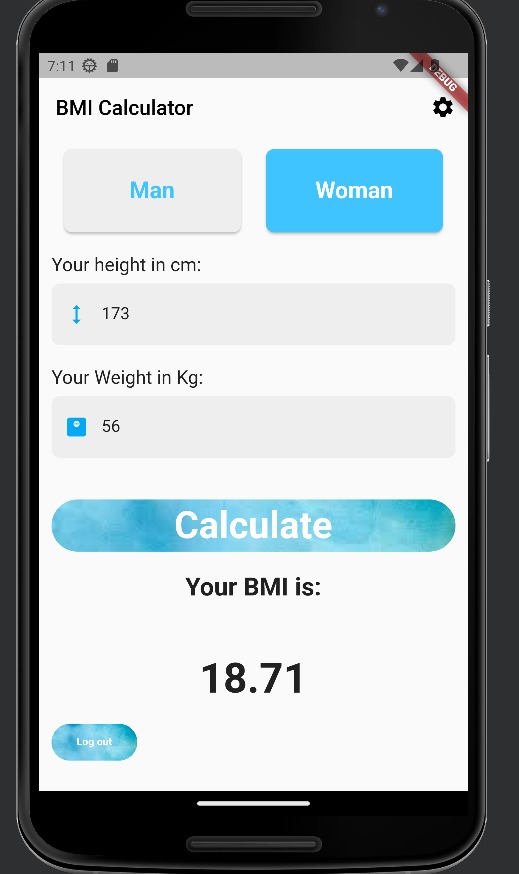 7:11
DEBUG
BMI Calculator
Man
Woman
Your height in cm:
173
Your Weight in Kg:
56
Calculate
Your BMI is:
18.71
Log out